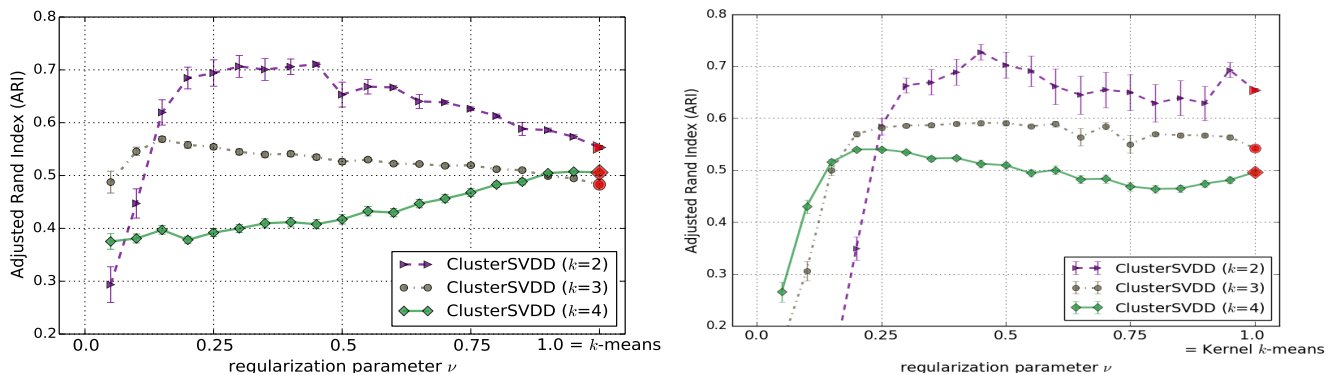 0.8
0.7
0.6
0.5
0.4
0.3
0.2
Adjusted Rand Index (ARI)
ClusterSVDD (k=2)
ClusterSVDD (k=3)
ClusterSVDD (k=4)
0.0 0.25 0.5 0.75 1.0 = k-means
regularization parameter ν
0.8
0.7
0.6
0.5
0.4
0.3
0.2
Adjusted Rand Index (ARI)
ClusterSVDD (k=2)
ClusterSVDD (k=3)
ClusterSVDD (k=4)
0.0 0.25 0.5 0.75 1.0
= Kernel k-means
regularization parameter ν